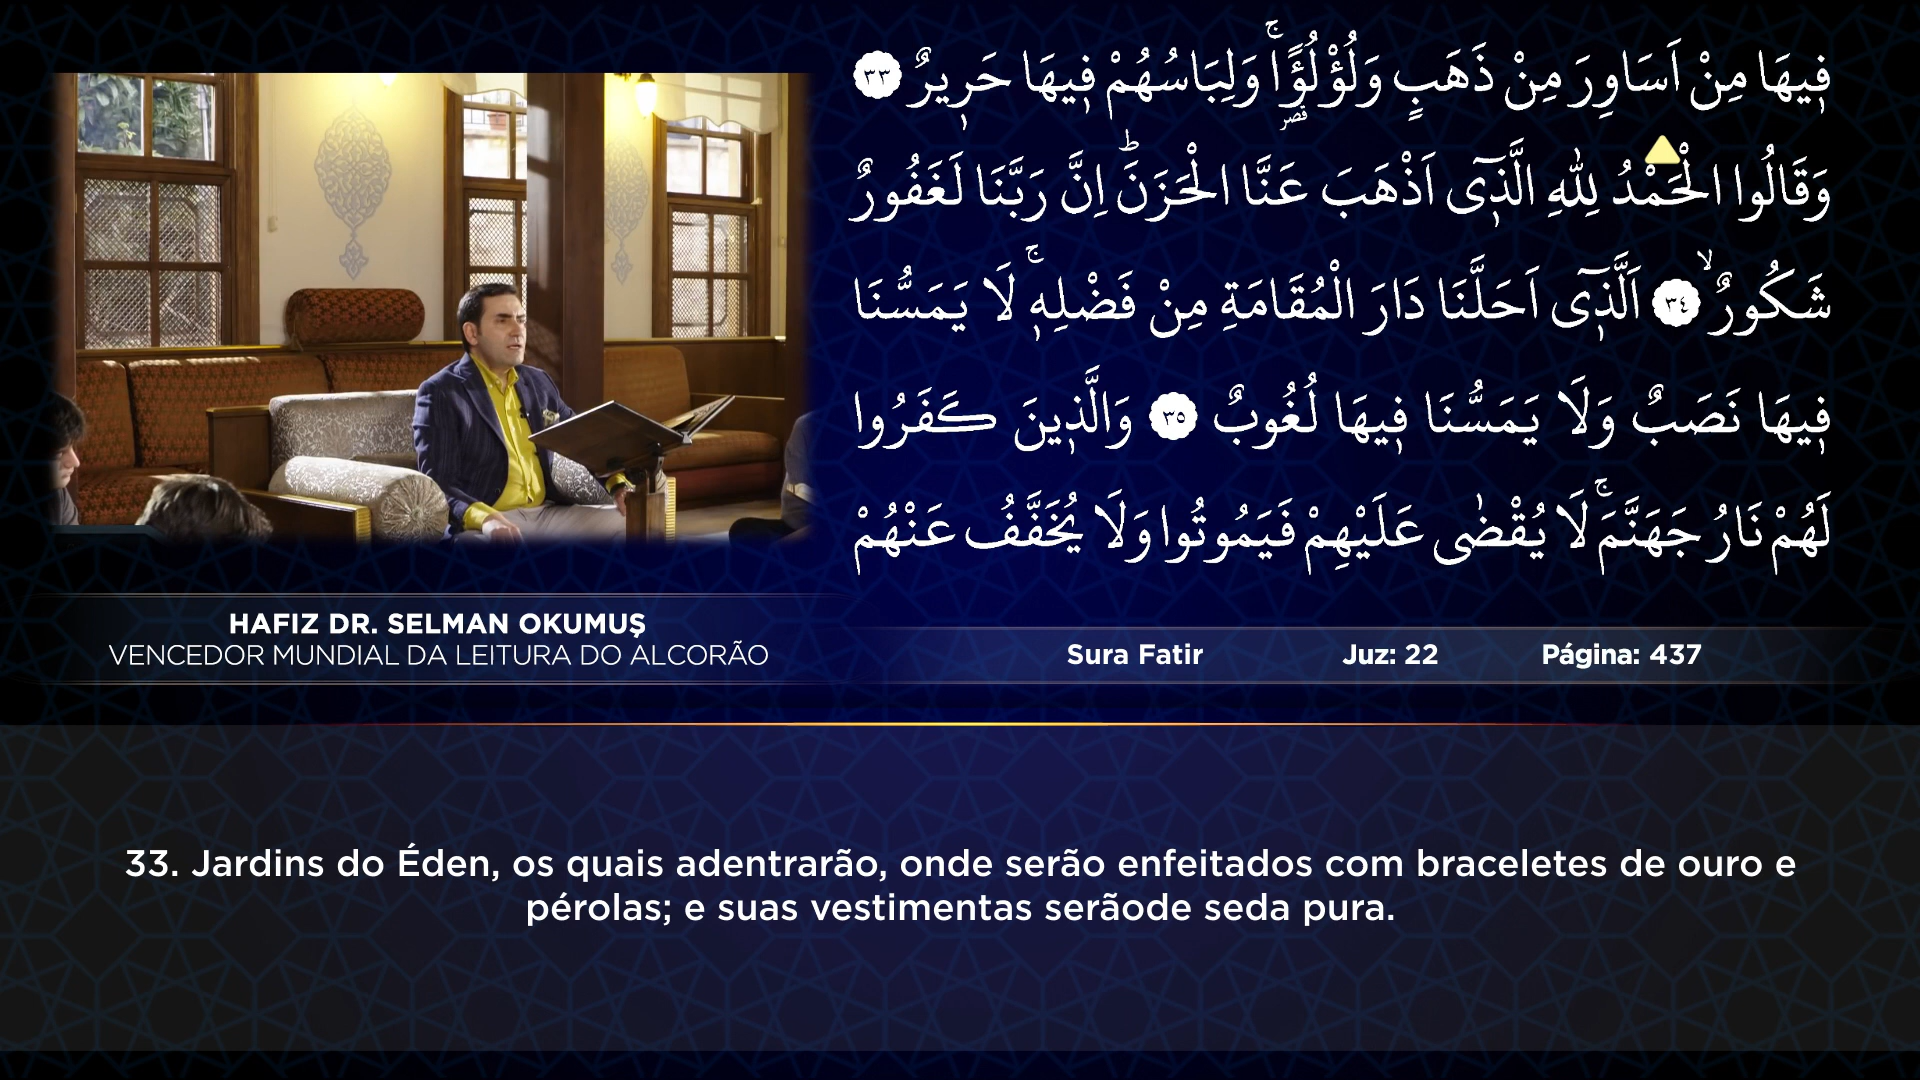 فِيهَا مِنْ اَسَاوِرَ مِنْ ذَهَبٍ وَلُؤْلُؤًاۚ وَلِبَاسُهُمْ فِيهَا حَرِيرٌ ﴿٣٣﴾
قصر
وَقَالُوا الْحَمْدُ لِلّٰهِ الَّذٖٓى اَذْهَبَ عَنَّا الْحَزَنَؕ اِنَّ رَبَّنَا لَغَفُورٌ
شَكُورٌۙ ﴿٣٤﴾ اَلَّذٖٓى اَحَلَّنَا دَارَ الْمُقَامَةِ مِنْ فَضْلِهٖۚ لَا يَمَسُّنَا
فٖيهَا نَصَبٌ وَلَا يَمَسُّنَا فٖيهَا لُغُوبٌ ﴿٣٥﴾ وَالَّذٖينَ كَفَرُوا
لَهُمْ نَارُ جَهَنَّمَۚ لَا يُقْضٰى عَلَيْهِمْ فَيَمُوتُوا وَلَا يُخَفَّفُ عَنْهُمْ
HAFIZ DR. SELMAN OKUMUŞ
VENCEDOR MUNDIAL DA LEITURA DO ALCORÃO
Sura Fatir Juz: 22 Página: 437
33. Jardins do Éden, os quais adentrarão, onde serão enfeitados com braceletes de ouro e
pérolas; e suas vestimentas serãode seda pura.